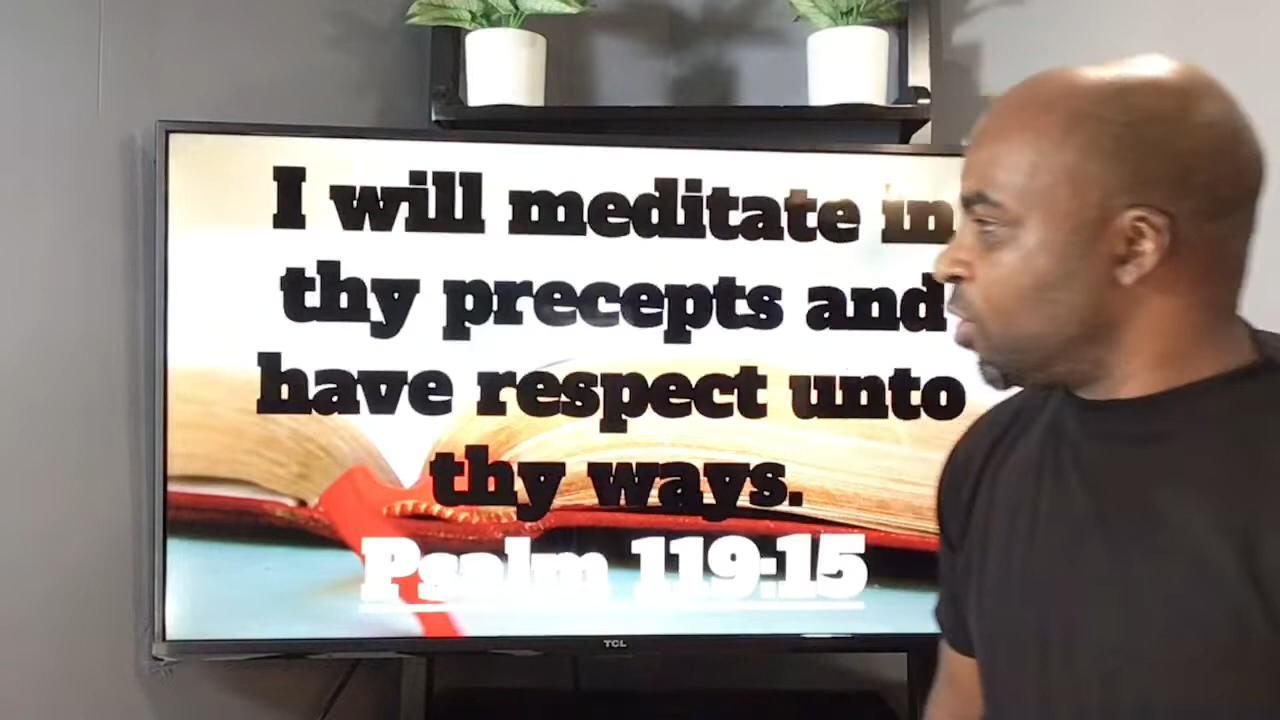 I will meditate in
thy precepts and
have respect unto
thy ways.
Psalm 119:15
TCL